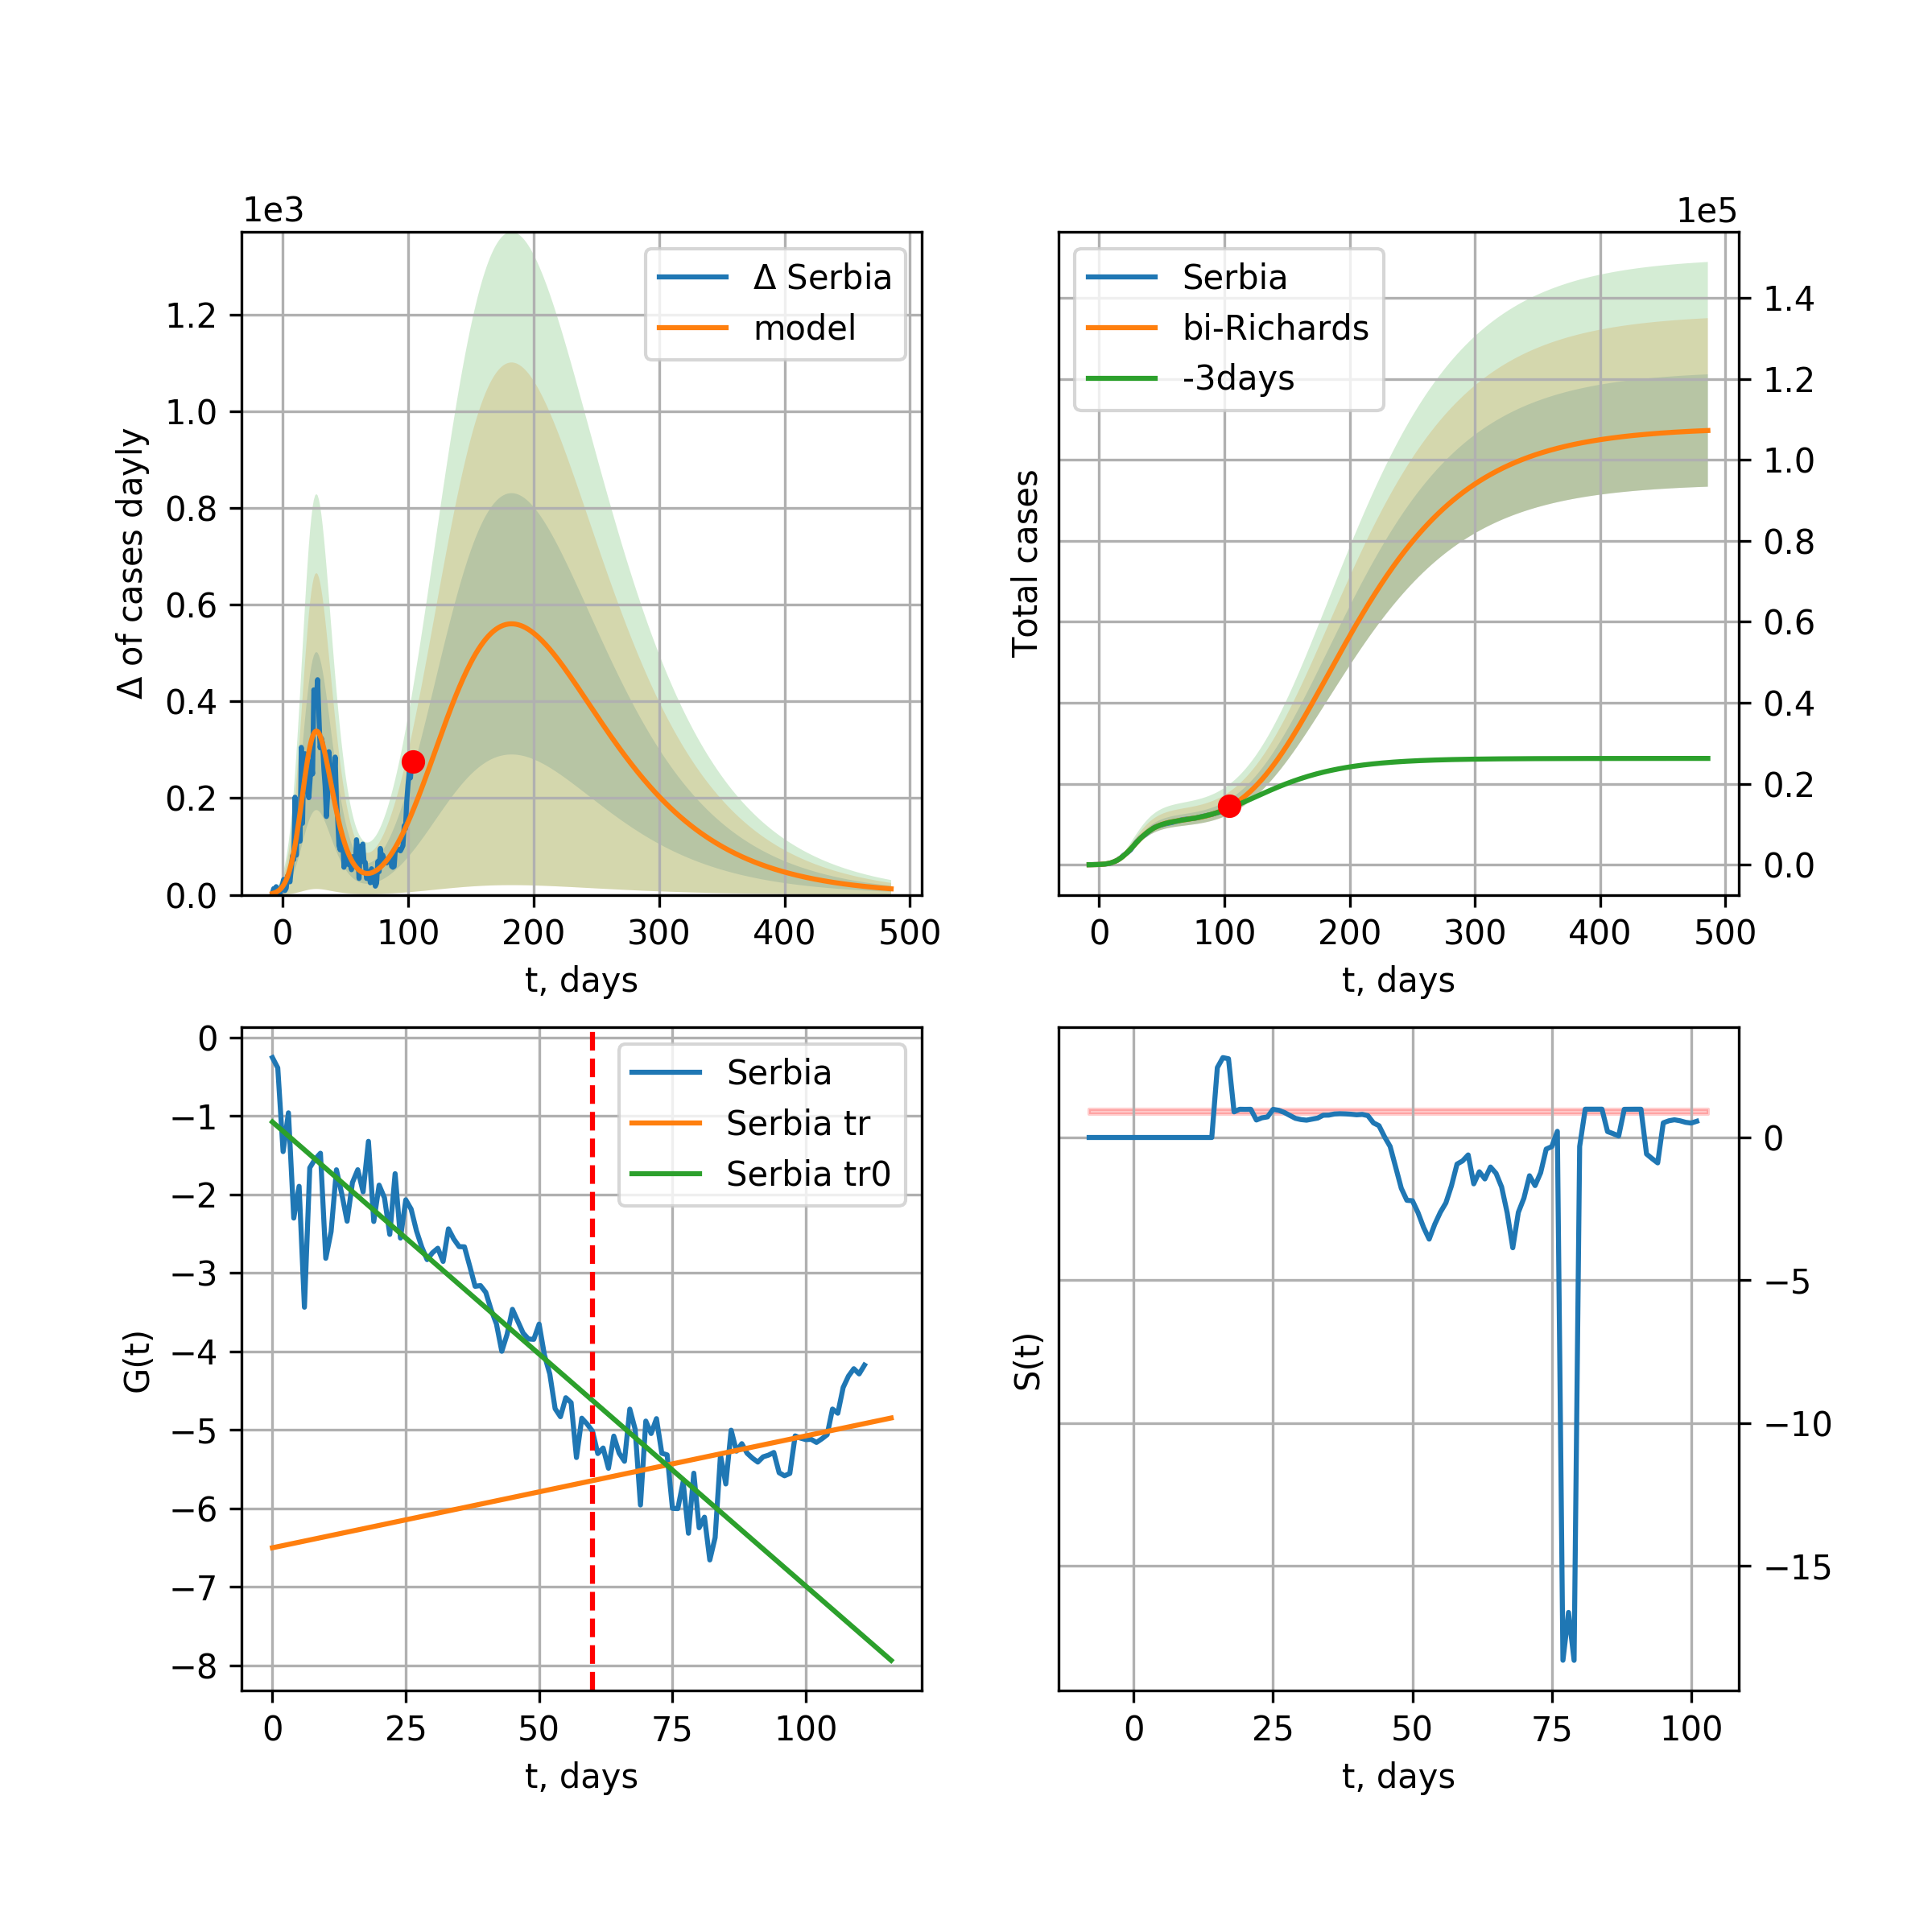 1e3
Δ of cases dayly
1.2
1.0
0.8
0.6
0.4
0.2
0.0
Δ Serbia
model
0 100 200 300 400 500
t, days
1e5
Total cases
Serbia
bi-Richards
-3days
1.4
1.2
1.0
0.8
0.6
0.4
0.2
0.0
0 100 200 300 400 500
t, days
G(t)
0
−1
−2
−3
−4
−5
−6
−7
−8
Serbia
Serbia tr
Serbia tr0
0 25 50 75 100
t, days
S(t)
0
−5
−10
−15
0 25 50 75 100
t, days